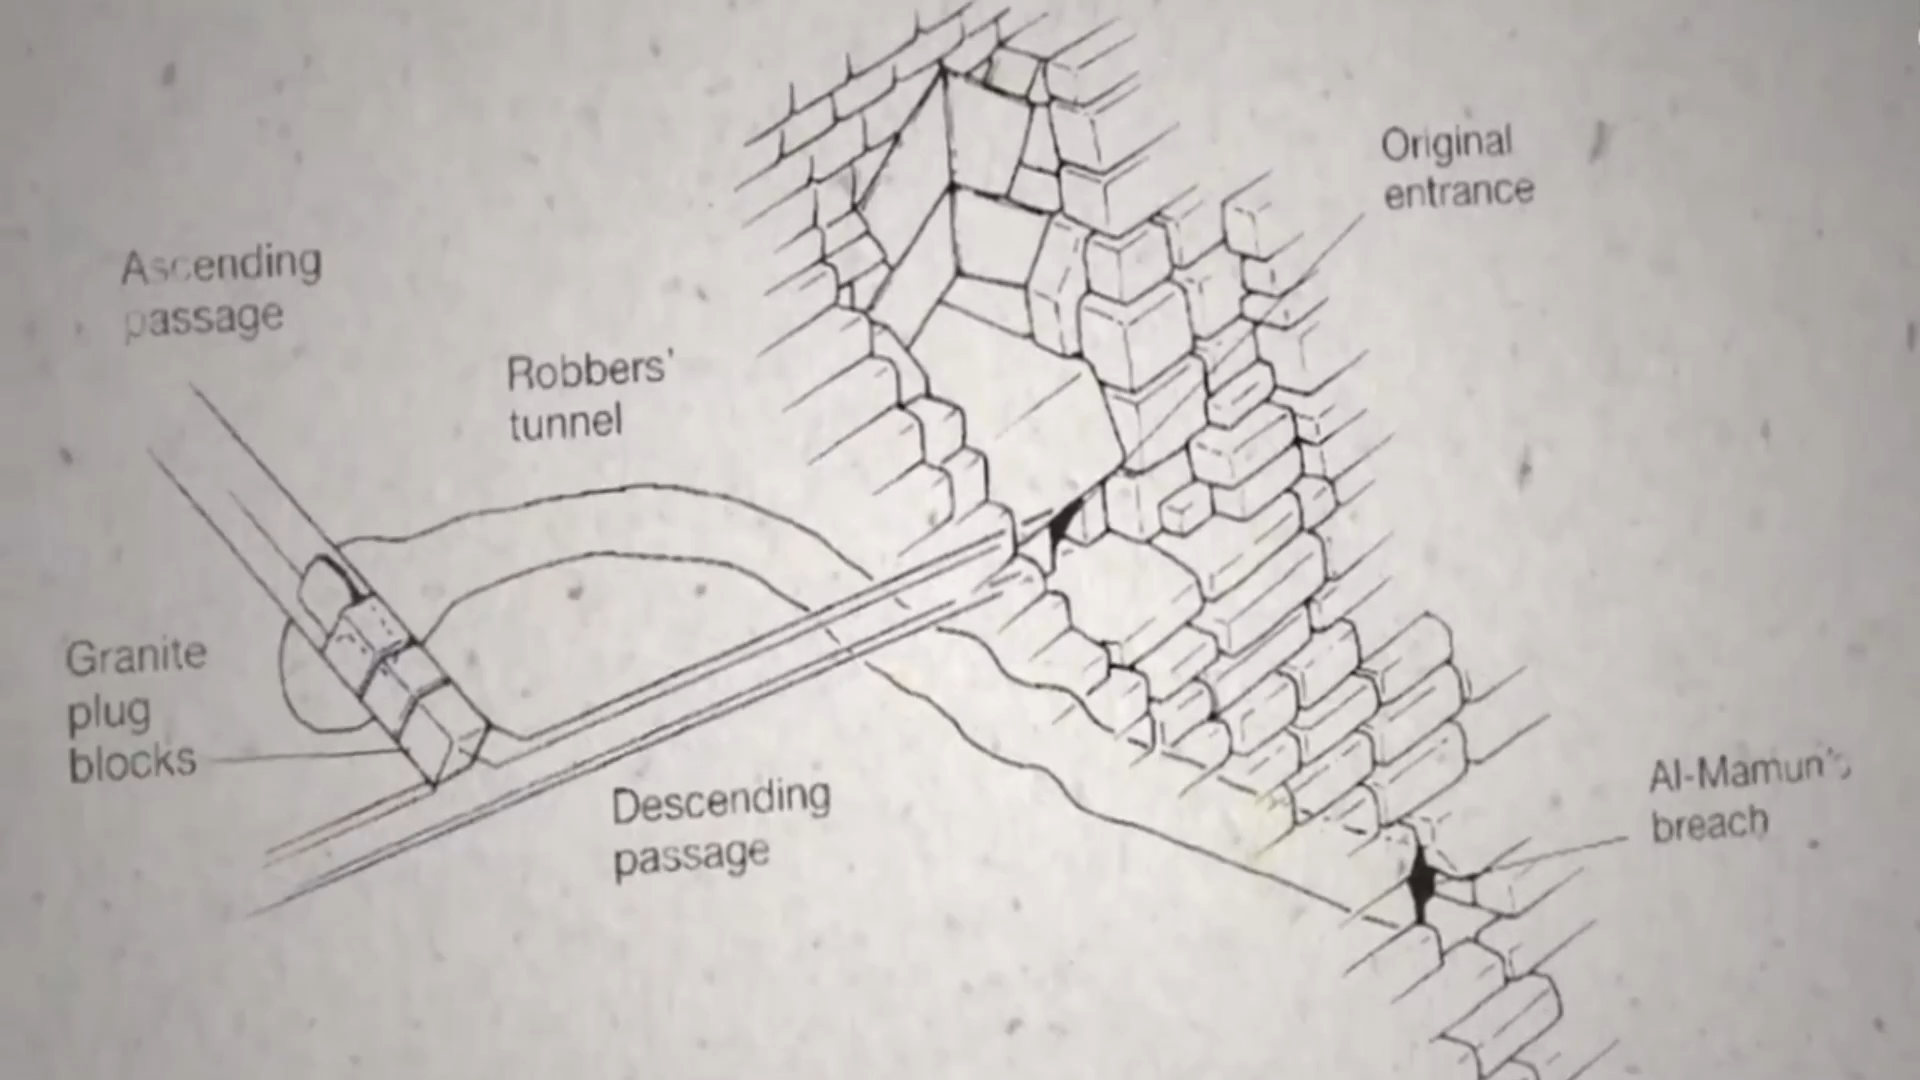 Original
entrance
Ascending
passage
Robbers'
tunnel
Granite
plug
blocks
Descending
passage
Al-Mamun's
breach